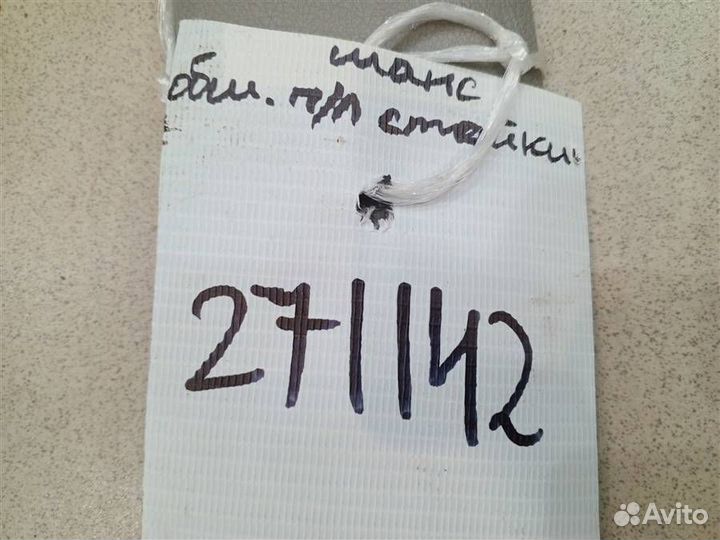 шанс
обш. п/л стойки
271142
Avito